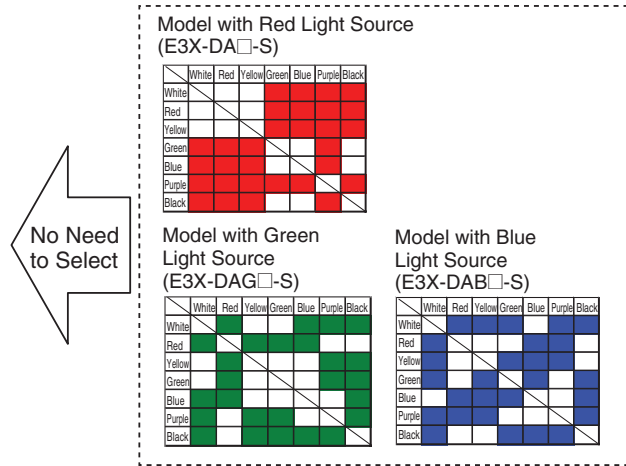 Model with Red Light Source
(E3X-DA□-S)
White Red Yellow Green Blue Purple Black
White
Red
Yellow
Green
Blue
Purple
Black
No Need
to Select
Model with Green
Light Source
(E3X-DAG□-S)
White Red Yellow Green Blue Purple Black
White
Red
Yellow
Green
Blue
Purple
Black
Model with Blue
Light Source
(E3X-DAB□-S)
White Red Yellow Green Blue Purple Black
White
Red
Yellow
Green
Blue
Purple
Black